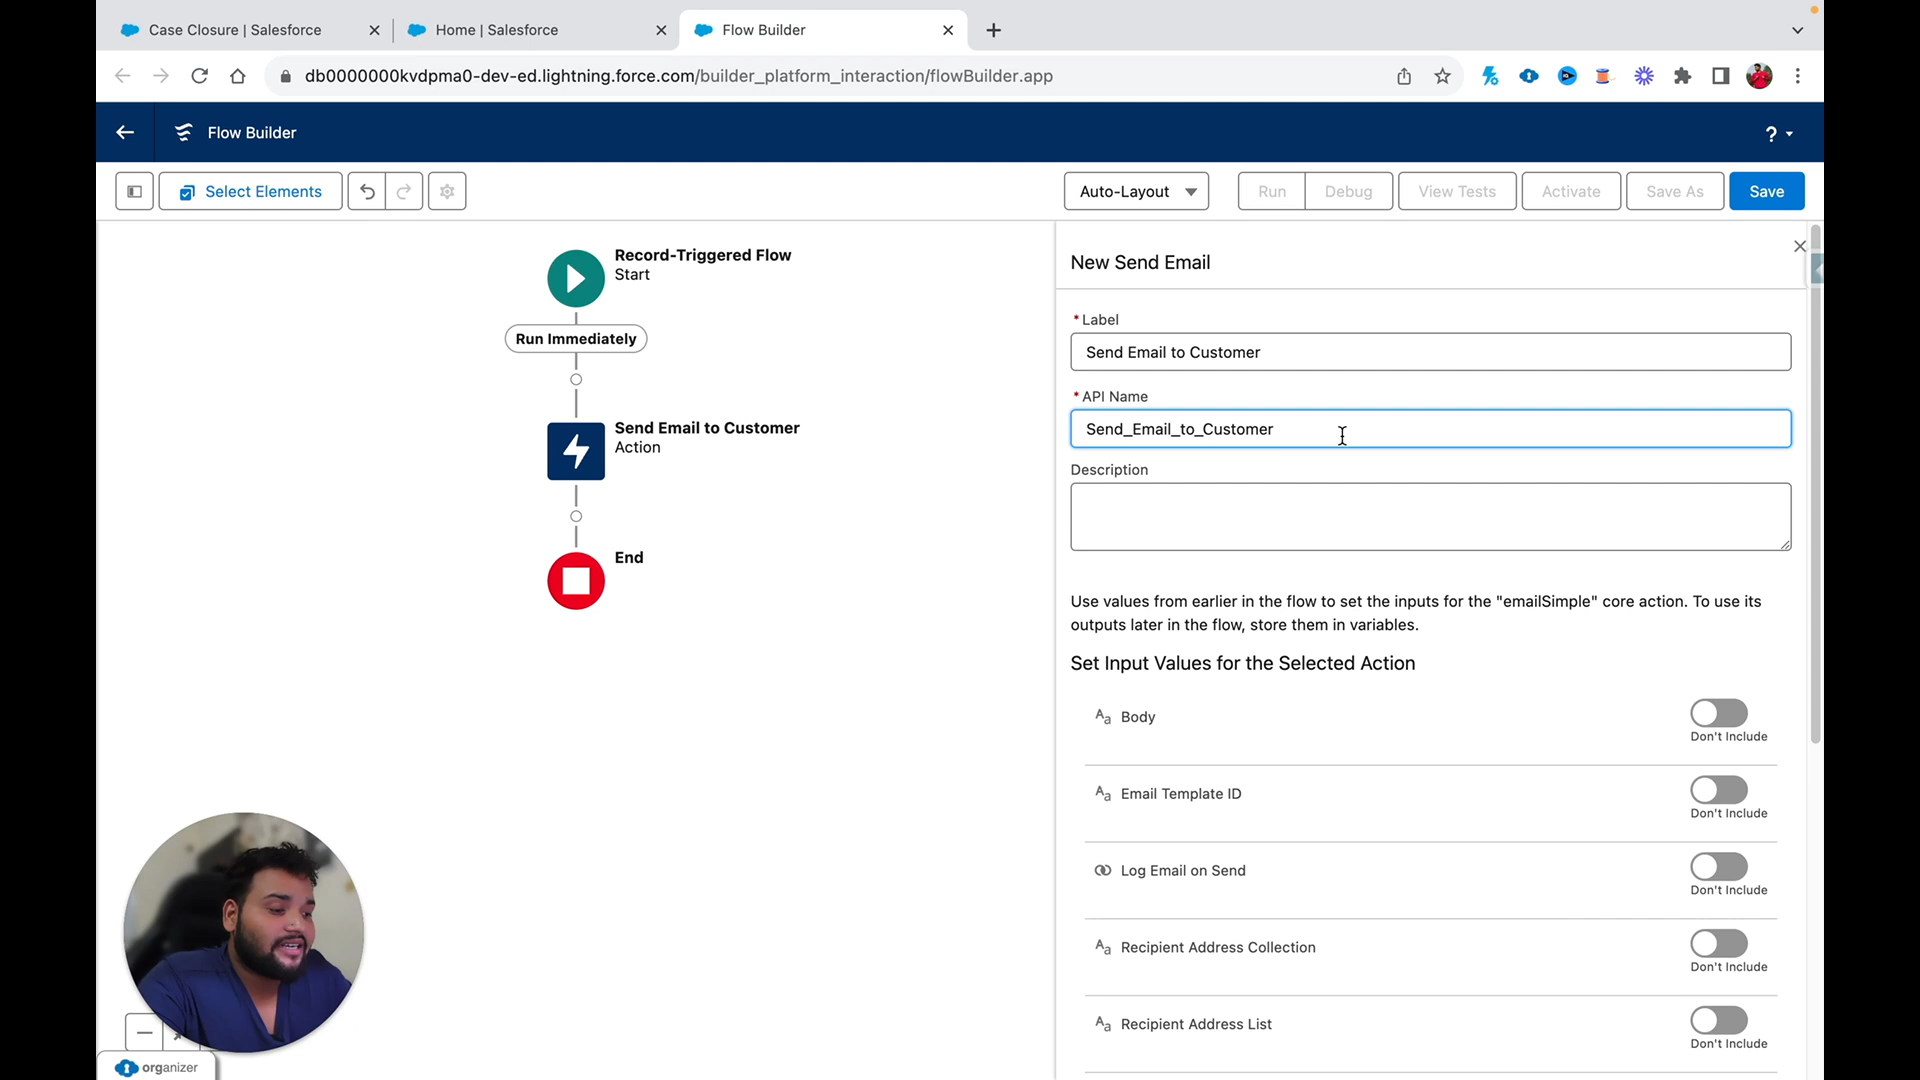 Case Closure | Salesforce
Home | Salesforce
Flow Builder
db0000000kvdpma0-dev-ed.lightning.force.com/builder_platform_interaction/flowBuilder.app
Flow Builder
?
Select Elements
Auto-Layout
Run
Debug
View Tests
Activate
Save As
Save
Record-Triggered Flow
Start
Run Immediately
Send Email to Customer
Action
End
New Send Email
* Label
Send Email to Customer
* API Name
Send_Email_to_Customer
Description
Use values from earlier in the flow to set the inputs for the "emailSimple" core action. To use its
outputs later in the flow, store them in variables.
Set Input Values for the Selected Action
Aa Body
Don't Include
Aa Email Template ID
Don't Include
Log Email on Send
Don't Include
Aa Recipient Address Collection
Don't Include
Aa Recipient Address List
Don't Include
organizer